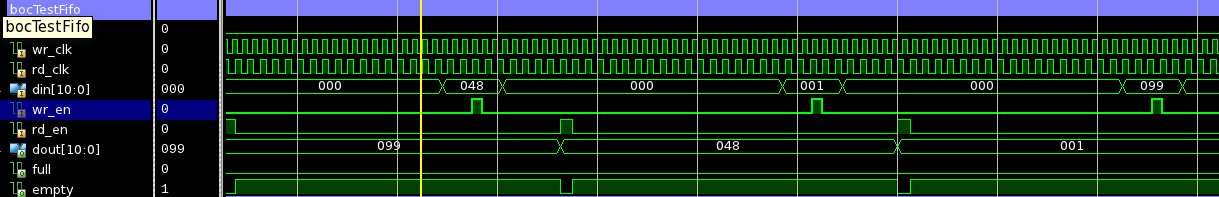 bocTestFifo
bocTestFifo
0
wr_clk 0
rd_clk 0
din[10:0] 000 000 048 000 001 000 099
wr_en 0
rd_en 0
dout[10:0] 099 099 048 001
full 0
empty 1